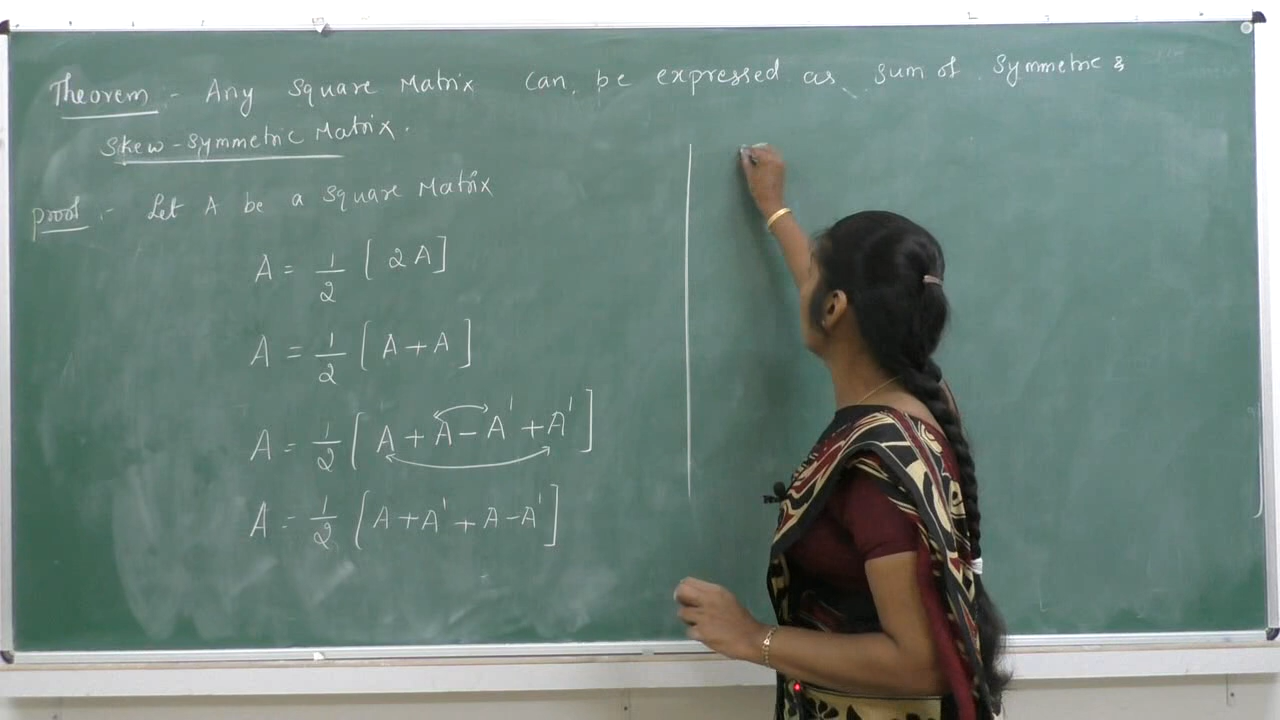 Theorem :- Any Square Matrix can be expressed as sum of Symmetric &
Skew-Symmetric Matrix.
proof :- Let A be a Square Matrix
A = 1/2 [ 2A ]
A = 1/2 [ A + A ]
A = 1/2 [ A + A - A' + A' ]
A = 1/2 [ A + A' + A - A' ]